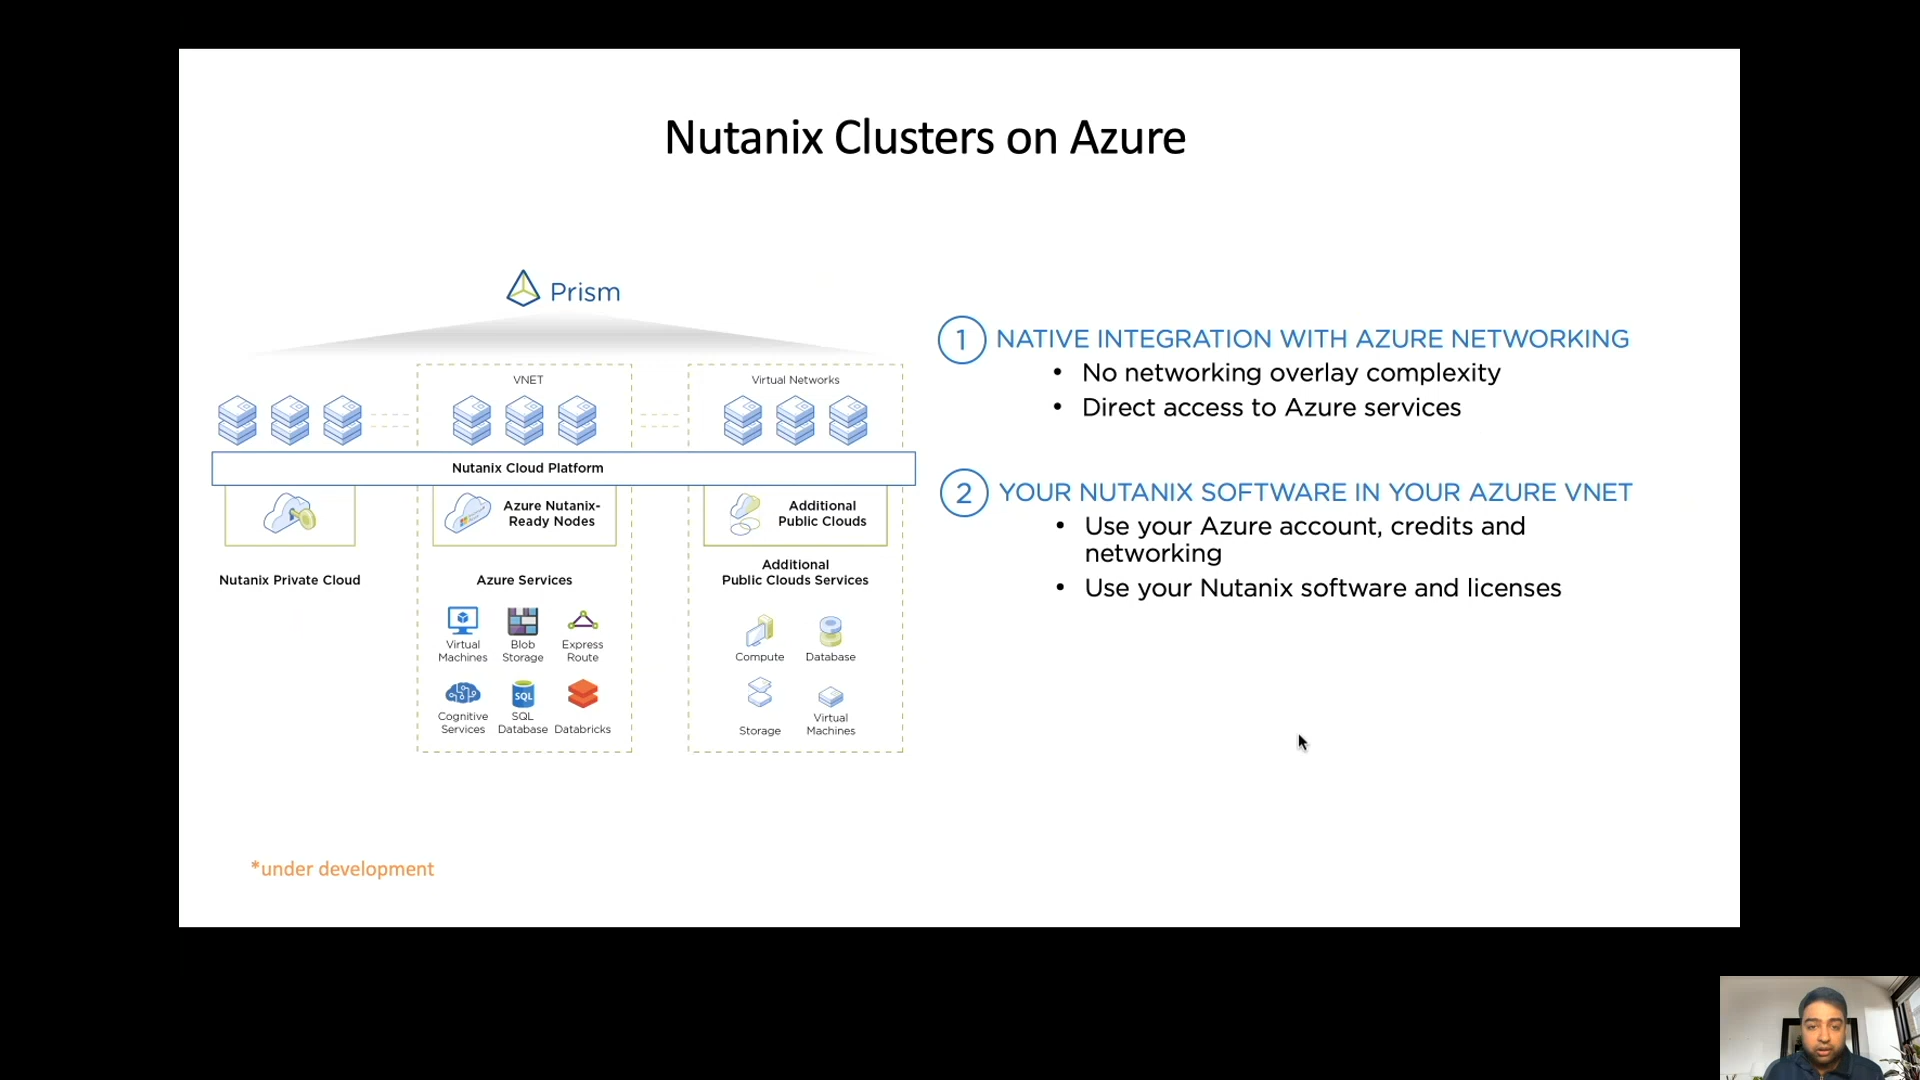 Nutanix Clusters on Azure
Prism
VNET
Virtual Networks
Nutanix Cloud Platform
Azure Nutanix-
Ready Nodes
Additional
Public Clouds
Nutanix Private Cloud
Azure Services
Additional
Public Clouds Services
Virtual
Machines
Blob
Storage
Express
Route
Compute
Database
Cognitive
Services
SQL
SQL
Database
Databricks
Storage
Virtual
Machines
1 NATIVE INTEGRATION WITH AZURE NETWORKING
• No networking overlay complexity
• Direct access to Azure services
2 YOUR NUTANIX SOFTWARE IN YOUR AZURE VNET
• Use your Azure account, credits and
networking
• Use your Nutanix software and licenses
*under development